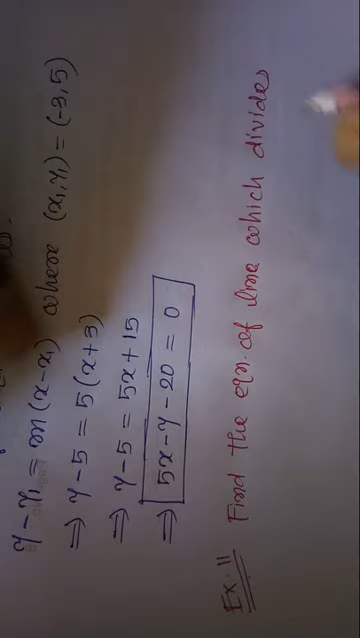 y - y₁ = m(x - x₁) where (x₁, y₁) = (-3, 5)
⇒ y - 5 = 5(x + 3)
⇒ y - 5 = 5x + 15
⇒ 5x - y - 20 = 0
Ex. 11 Find the eqn. of line which divides